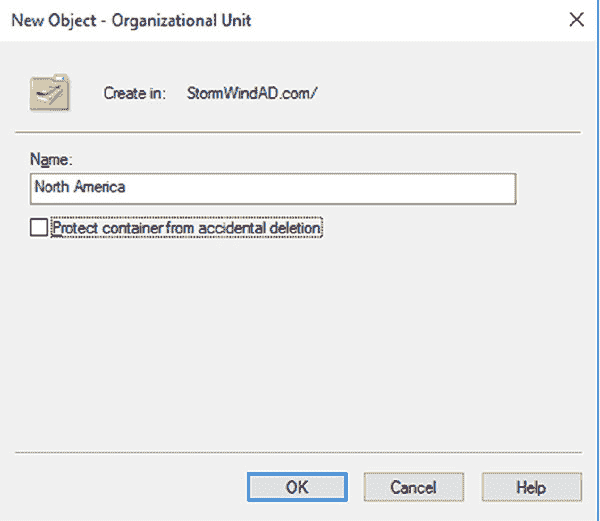 New Object - Organizational Unit
Create in: StormWindAD.com/
Name:
North America
Protect container from accidental deletion
OK Cancel Help